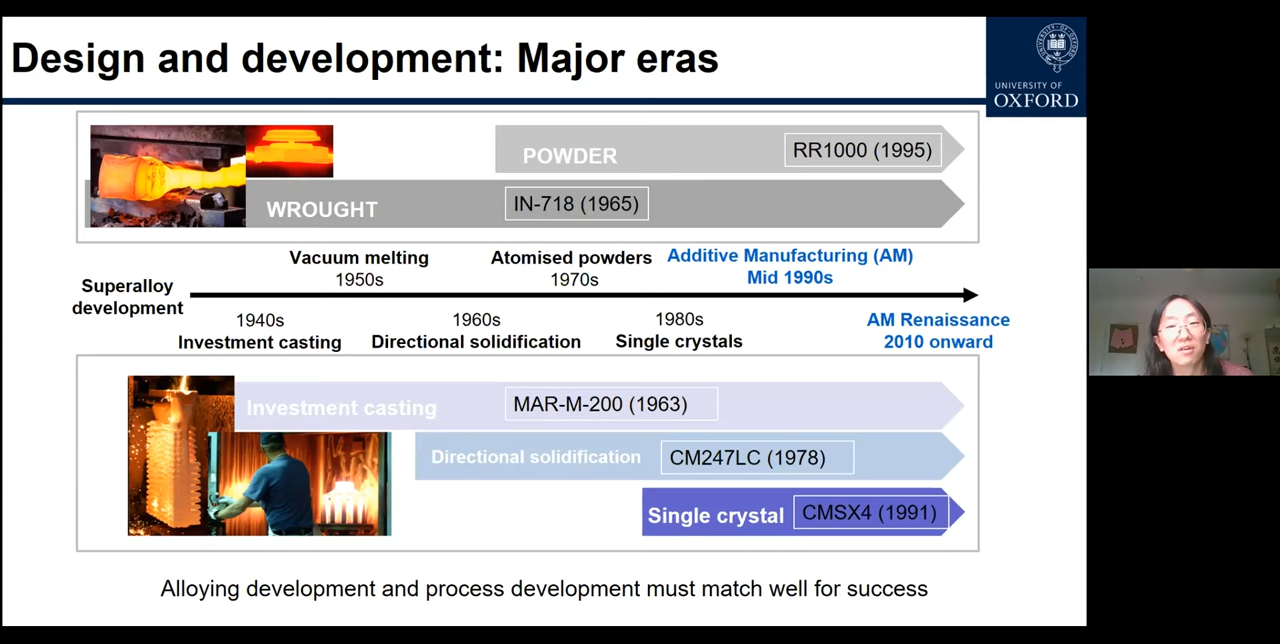 Design and development: Major eras
UNIVERSITY OF
OXFORD
POWDER
RR1000 (1995)
WROUGHT
IN-718 (1965)
Vacuum melting
1950s
Atomised powders
1970s
Additive Manufacturing (AM)
Mid 1990s
Superalloy
development
1940s
Investment casting
1960s
Directional solidification
1980s
Single crystals
AM Renaissance
2010 onward
Investment casting
MAR-M-200 (1963)
Directional solidification
CM247LC (1978)
Single crystal
CMSX4 (1991)
Alloying development and process development must match well for success